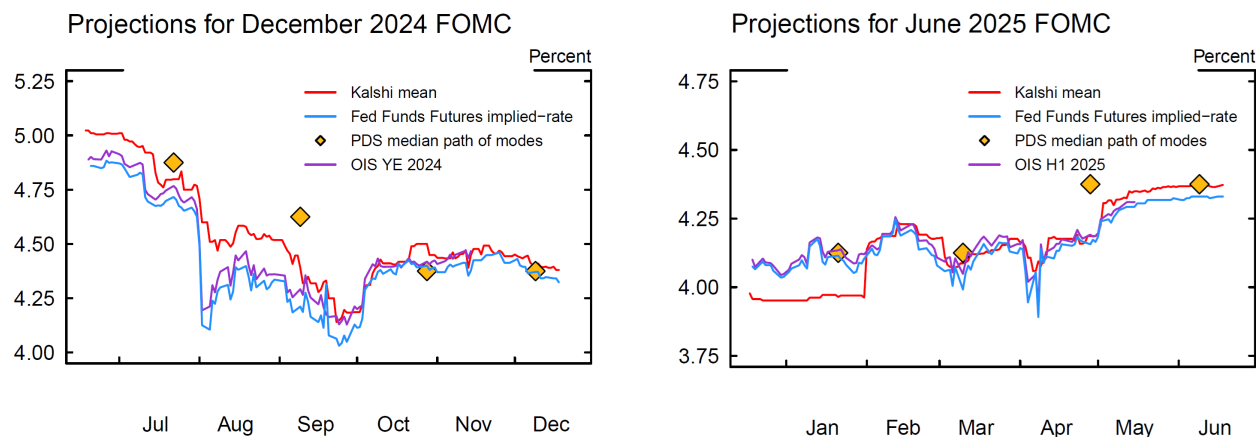 Projections for December 2024 FOMC
Percent
5.25
5.00
4.75
4.50
4.25
4.00
Kalshi mean
Fed Funds Futures implied−rate
PDS median path of modes
OIS YE 2024
Jul Aug Sep Oct Nov Dec
Projections for June 2025 FOMC
Percent
4.75
4.50
4.25
4.00
3.75
Kalshi mean
Fed Funds Futures implied−rate
PDS median path of modes
OIS H1 2025
Jan Feb Mar Apr May Jun